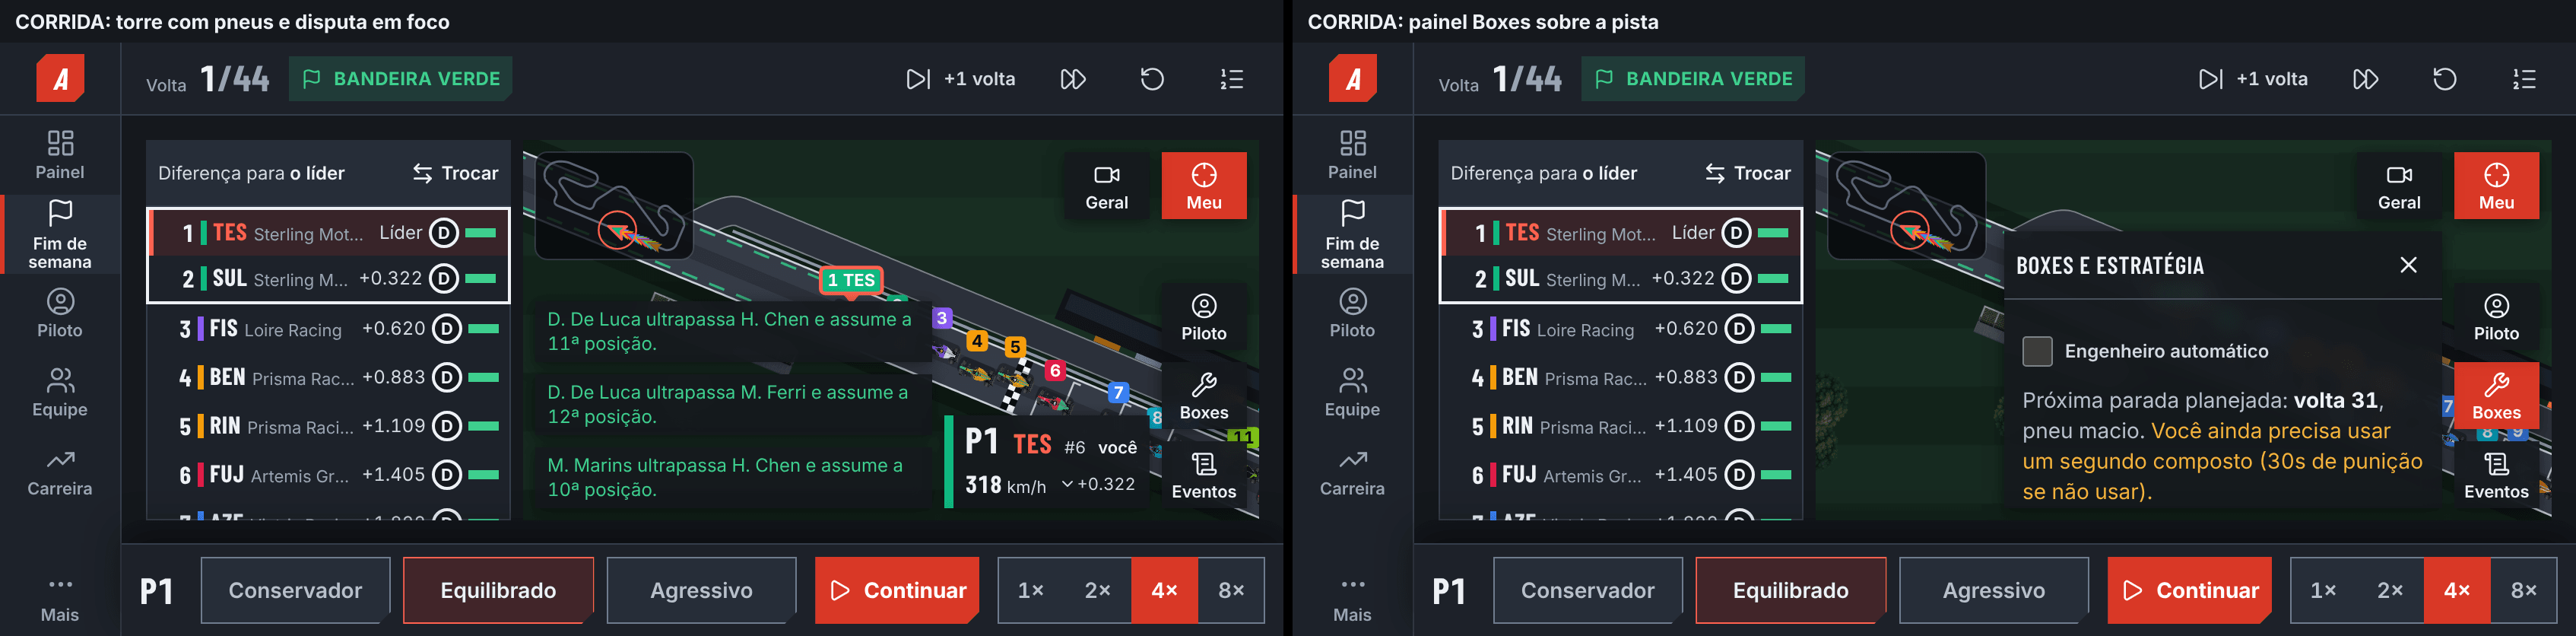 CORRIDA: torre com pneus e disputa em foco
A
Volta 1/44
BANDEIRA VERDE
+1 volta
Painel
Fim de
semana
Piloto
Equipe
Carreira
Mais
Diferença para o líder
Trocar
1 TES Sterling Mot... Líder D
2 SUL Sterling M... +0.322 D
3 FIS Loire Racing +0.620 D
4 BEN Prisma Rac... +0.883 D
5 RIN Prisma Raci... +1.109 D
6 FUJ Artemis Gr... +1.405 D
Geral
Meu
1 TES
3
4
5
6
7
8
11
D. De Luca ultrapassa H. Chen e assume a
11ª posição.
D. De Luca ultrapassa M. Ferri e assume a
12ª posição.
M. Marins ultrapassa H. Chen e assume a
10ª posição.
P1 TES #6 você
318 km/h +0.322
Piloto
Boxes
Eventos
P1
Conservador
Equilibrado
Agressivo
Continuar
1×
2×
4×
8×
CORRIDA: painel Boxes sobre a pista
A
Volta 1/44
BANDEIRA VERDE
+1 volta
Painel
Fim de
semana
Piloto
Equipe
Carreira
Mais
Diferença para o líder
Trocar
1 TES Sterling Mot... Líder D
2 SUL Sterling M... +0.322 D
3 FIS Loire Racing +0.620 D
4 BEN Prisma Rac... +0.883 D
5 RIN Prisma Raci... +1.109 D
6 FUJ Artemis Gr... +1.405 D
Geral
Meu
BOXES E ESTRATÉGIA
Engenheiro automático
Próxima parada planejada: volta 31,
pneu macio. Você ainda precisa usar
um segundo composto (30s de punição
se não usar).
Piloto
7
Boxes
8
9
Eventos
P1
Conservador
Equilibrado
Agressivo
Continuar
1×
2×
4×
8×